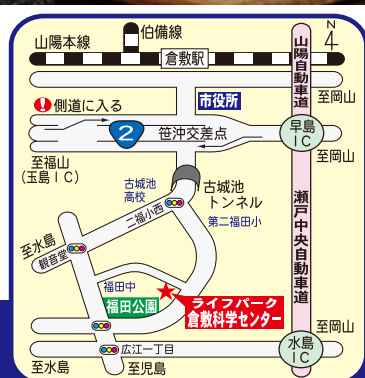 伯備線
山陽本線
N
倉敷駅
山陽自動車道
市役所
至岡山
側道に入る
2
笹沖交差点
早島
IC
至福山
(玉島IC)
至岡山
古城池
高校
古城池
トンネル
二福小西
第二福田小
瀬戸中央自動車道
至水島
観音堂
福田中
福田公園
ライフパーク
倉敷科学センター
至岡山
水島
IC
広江一丁目
至水島
至児島